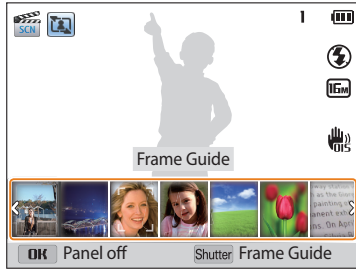 SCN
1
16M
OIS
Frame Guide
OK Panel off
Shutter Frame Guide